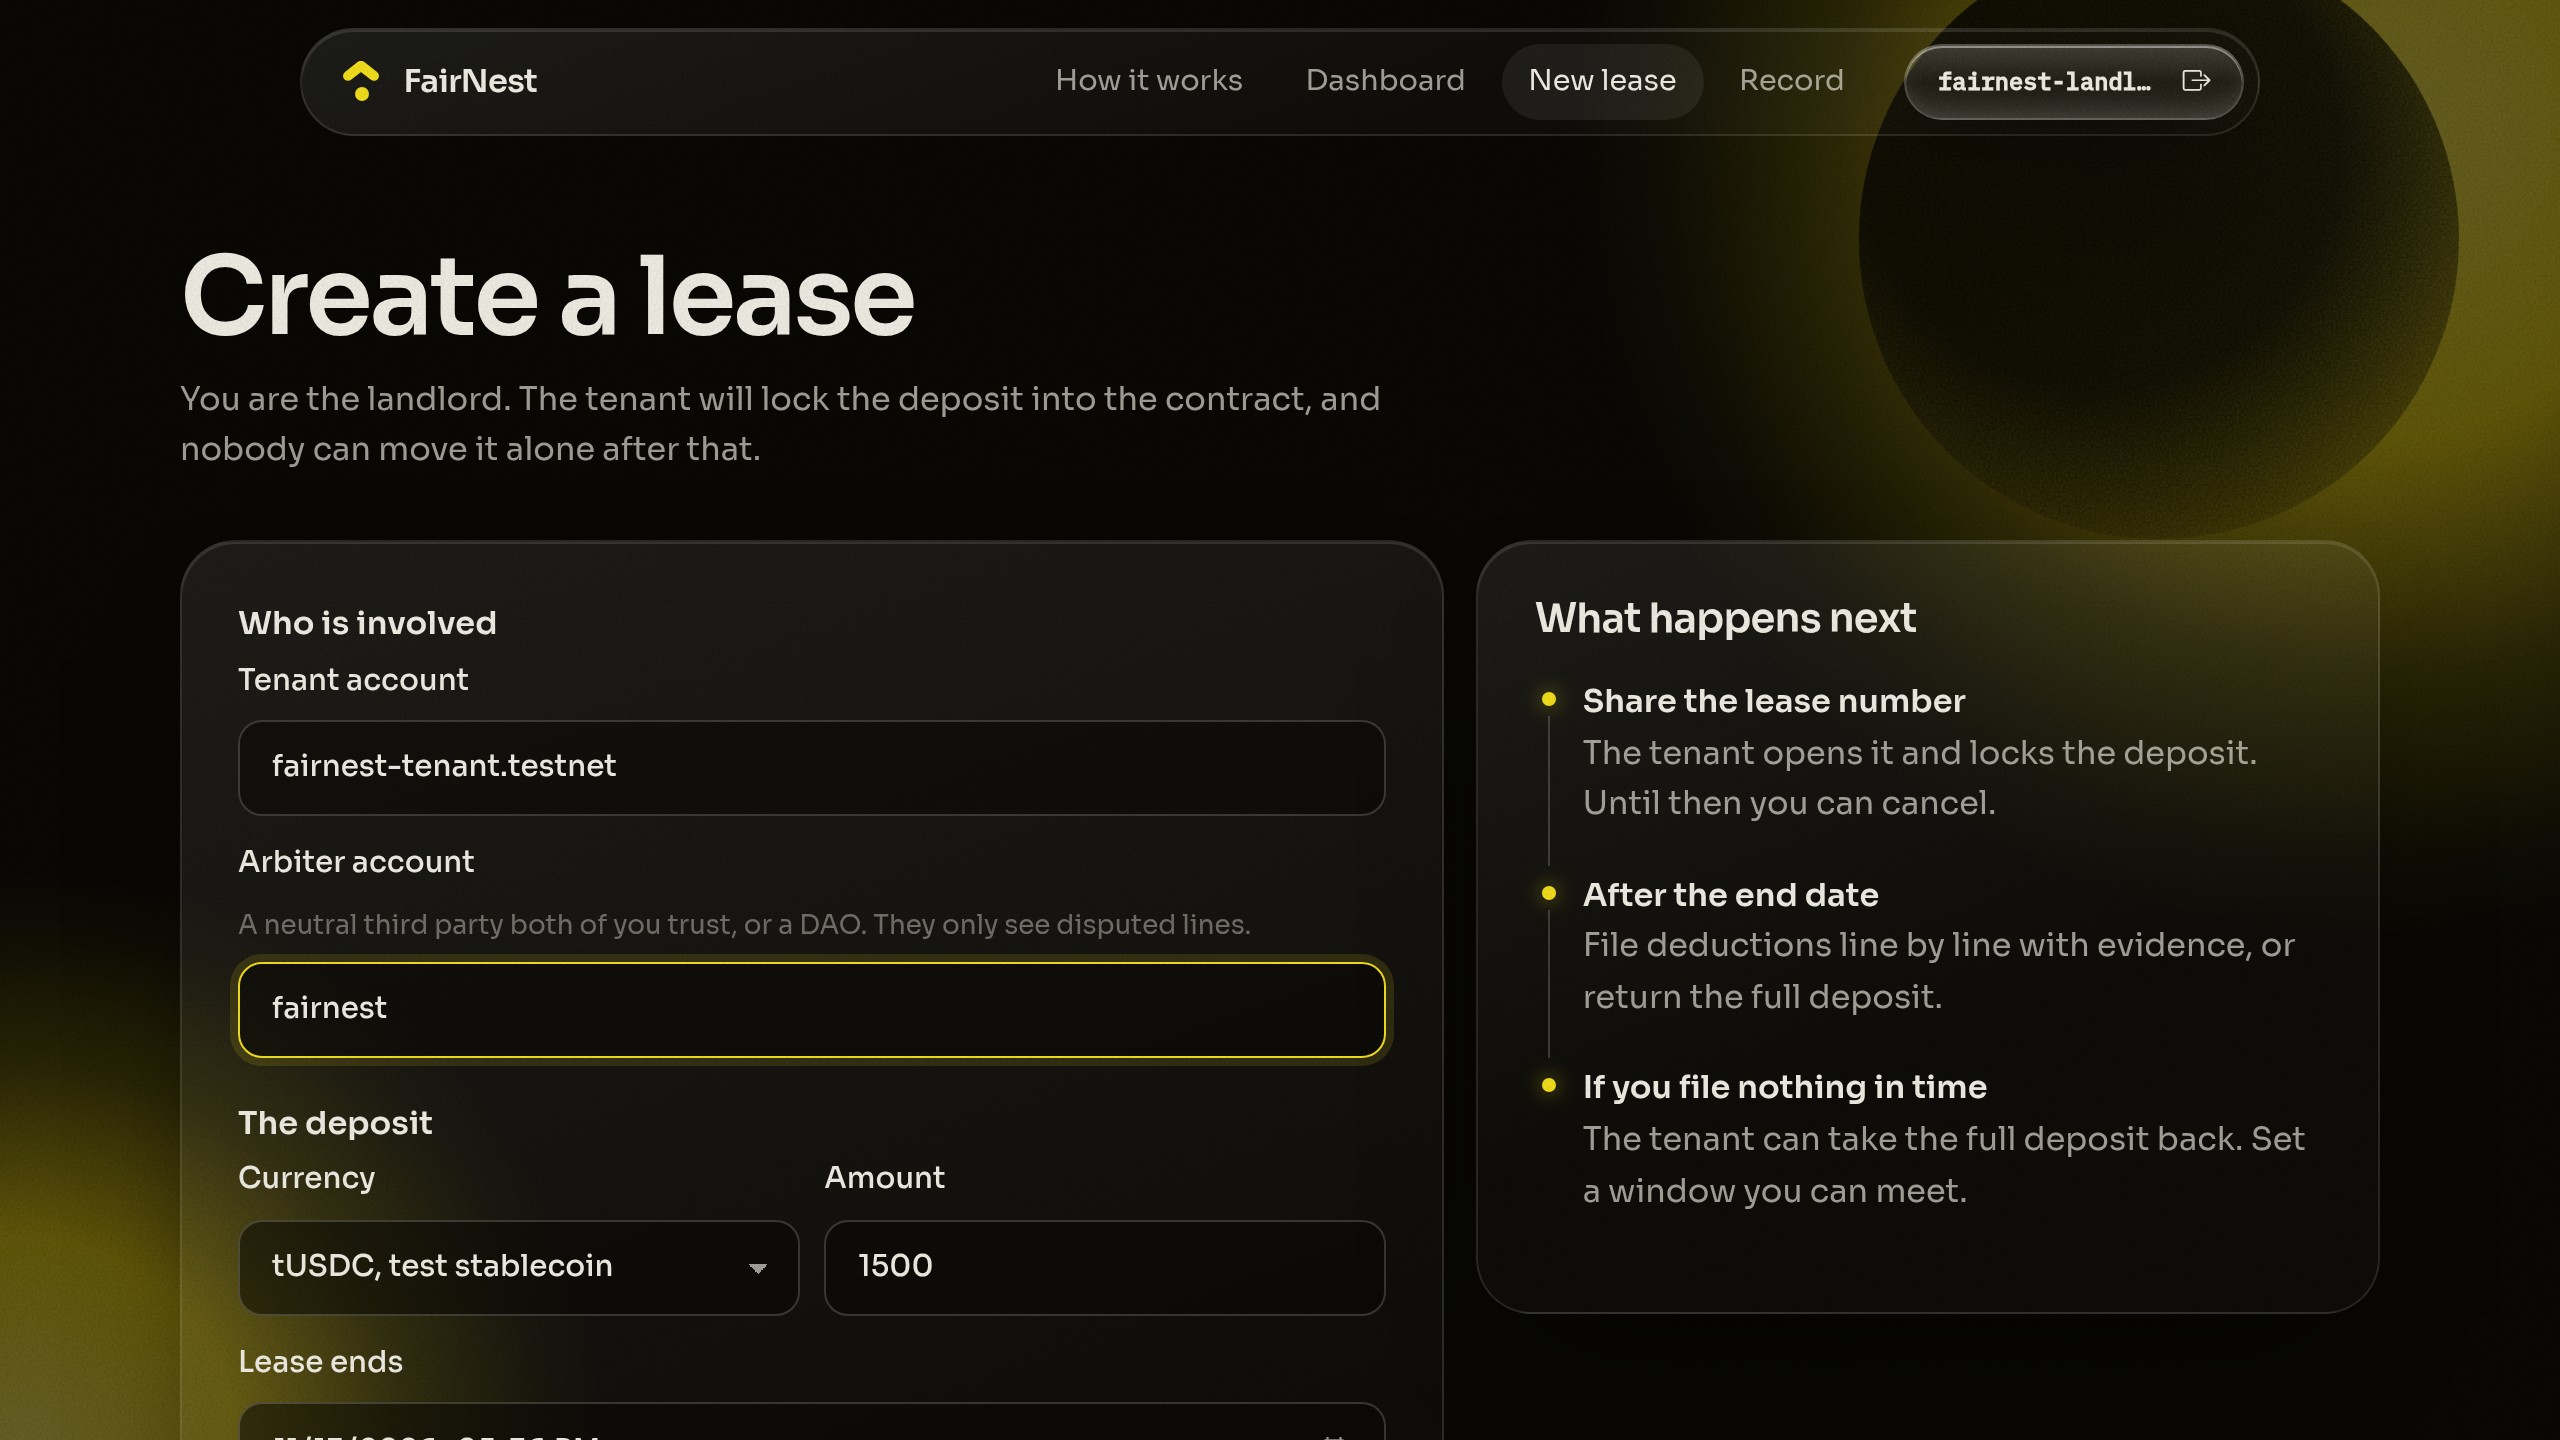 FairNest
How it works
Dashboard
New lease
Record
fairnest-landl…
Create a lease
You are the landlord. The tenant will lock the deposit into the contract, and
nobody can move it alone after that.
Who is involved
Tenant account
fairnest-tenant.testnet
Arbiter account
A neutral third party both of you trust, or a DAO. They only see disputed lines.
fairnest
The deposit
Currency
Amount
tUSDC, test stablecoin
1500
Lease ends
What happens next
Share the lease number
The tenant opens it and locks the deposit.
Until then you can cancel.
After the end date
File deductions line by line with evidence, or
return the full deposit.
If you file nothing in time
The tenant can take the full deposit back. Set
a window you can meet.